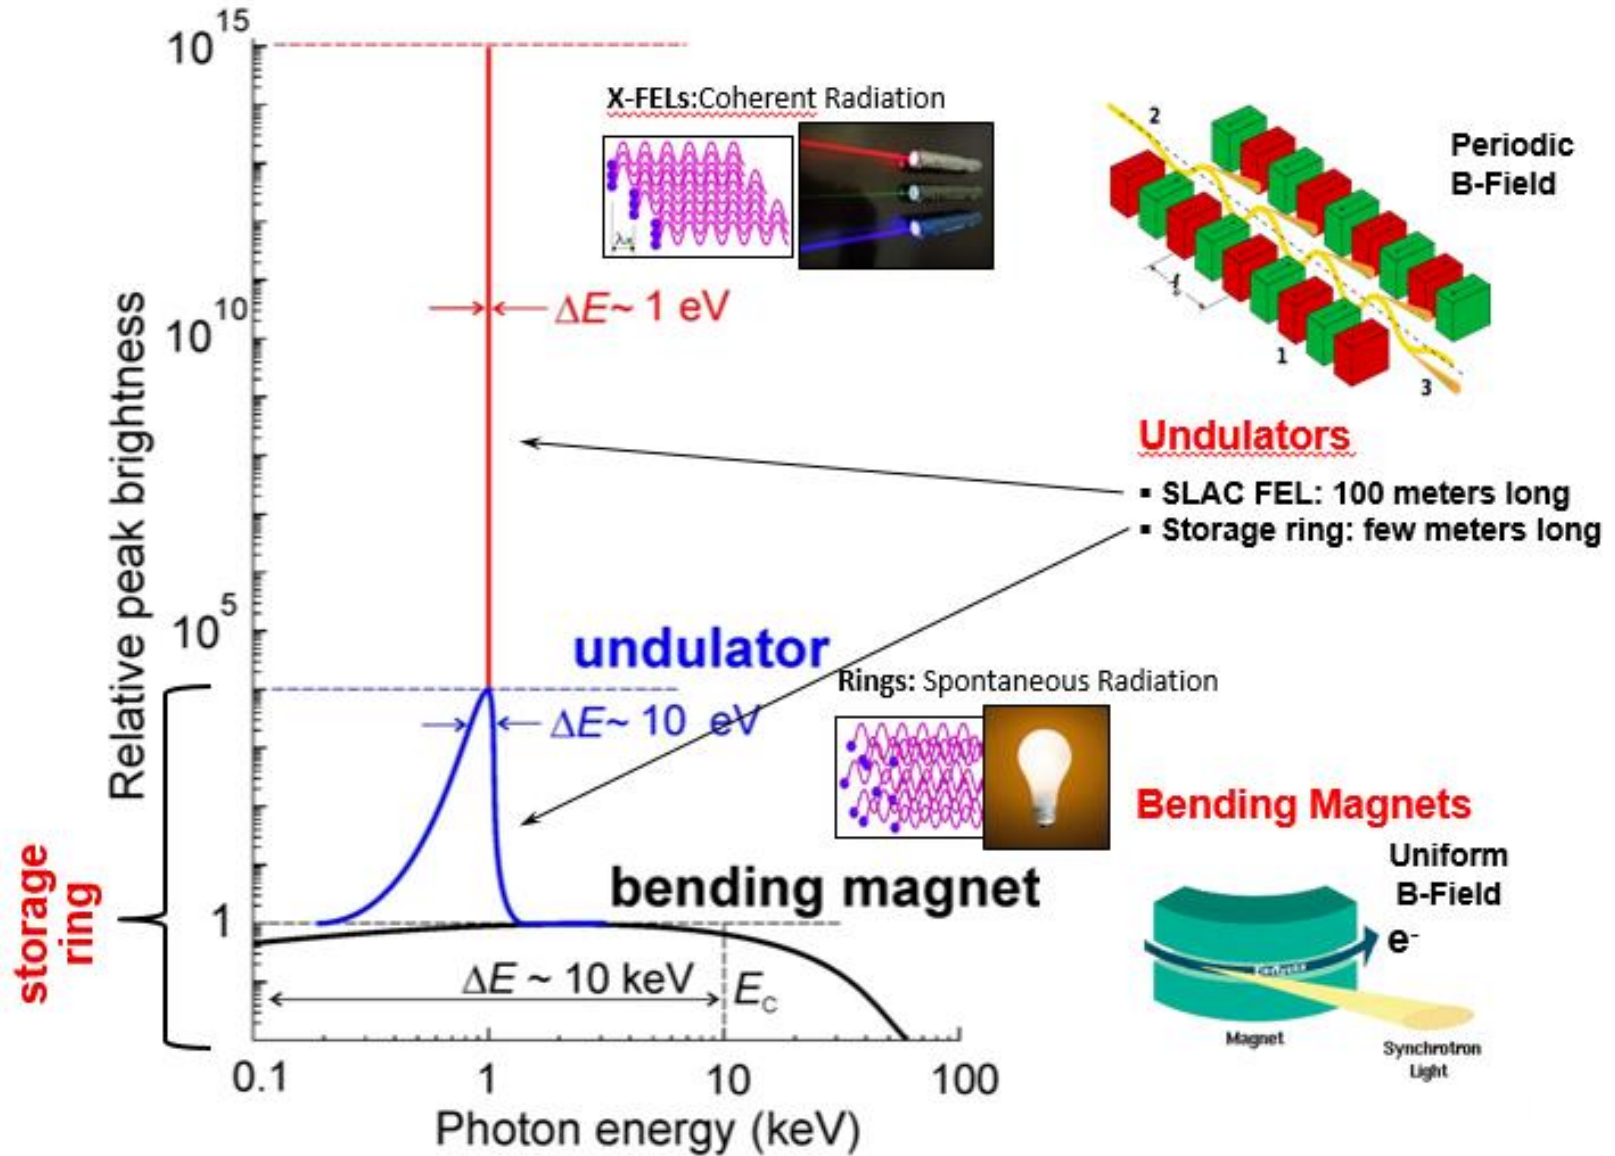 10^15
X-FELs:Coherent Radiation
2
Periodic
B-Field
10^10
ΔE~ 1 eV
1
3
Relative peak brightness
Undulators
▪ SLAC FEL: 100 meters long
▪ Storage ring: few meters long
10^5
undulator
Rings: Spontaneous Radiation
ΔE~ 10 eV
Bending Magnets
storage
ring
bending magnet
Uniform
B-Field
1
e-
ΔE ~ 10 keV
Ec
Magnet
Synchrotron
Light
0.1 1 10 100
Photon energy (keV)